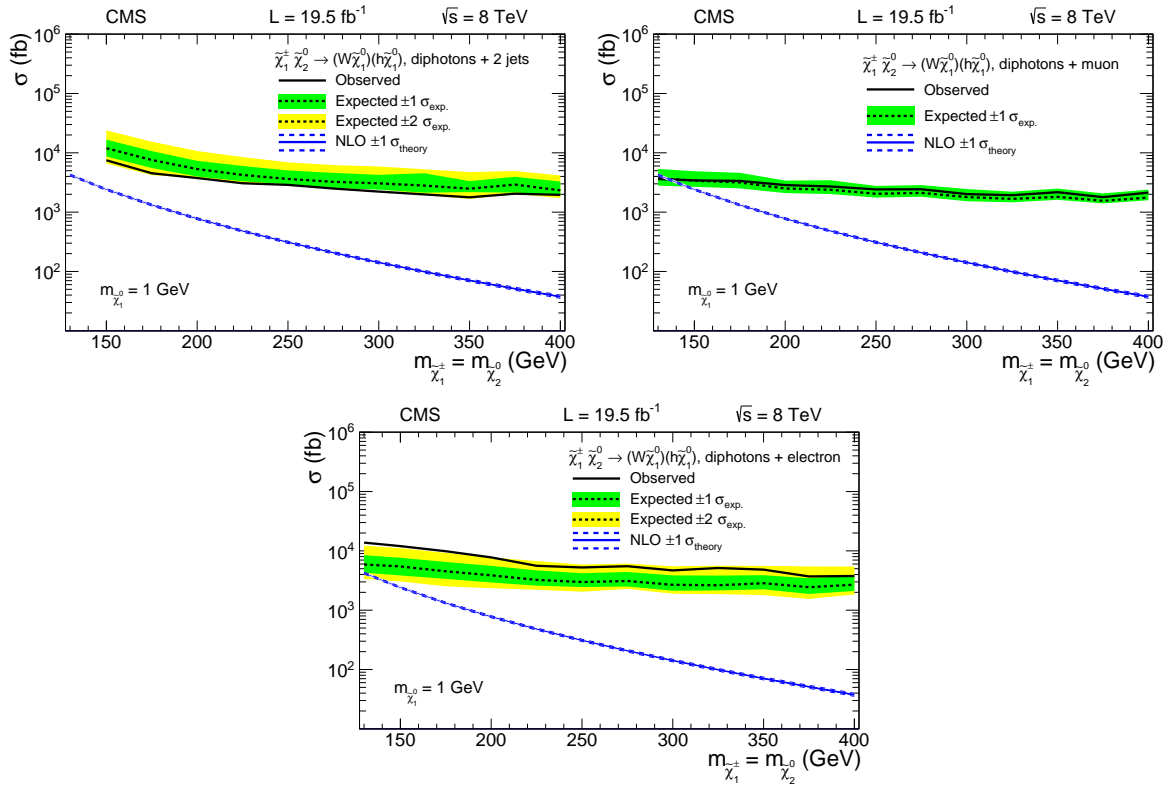 CMS L = 19.5 fb⁻¹ √s = 8 TeV
σ (fb)
10⁶
10⁵
10⁴
10³
10²
χ̃₁± χ̃₂⁰ → (Wχ̃₁⁰)(hχ̃₁⁰), diphotons + 2 jets
Observed
Expected ±1 σexp.
Expected ±2 σexp.
NLO ±1 σtheory
mχ̃₁⁰ = 1 GeV
150 200 250 300 350 400
mχ̃₁± = mχ̃₂⁰ (GeV)
CMS L = 19.5 fb⁻¹ √s = 8 TeV
σ (fb)
10⁶
10⁵
10⁴
10³
10²
χ̃₁± χ̃₂⁰ → (Wχ̃₁⁰)(hχ̃₁⁰), diphotons + muon
Observed
Expected ±1 σexp.
NLO ±1 σtheory
mχ̃₁⁰ = 1 GeV
150 200 250 300 350 400
mχ̃₁± = mχ̃₂⁰ (GeV)
CMS L = 19.5 fb⁻¹ √s = 8 TeV
σ (fb)
10⁶
10⁵
10⁴
10³
10²
χ̃₁± χ̃₂⁰ → (Wχ̃₁⁰)(hχ̃₁⁰), diphotons + electron
Observed
Expected ±1 σexp.
Expected ±2 σexp.
NLO ±1 σtheory
mχ̃₁⁰ = 1 GeV
150 200 250 300 350 400
mχ̃₁± = mχ̃₂⁰ (GeV)